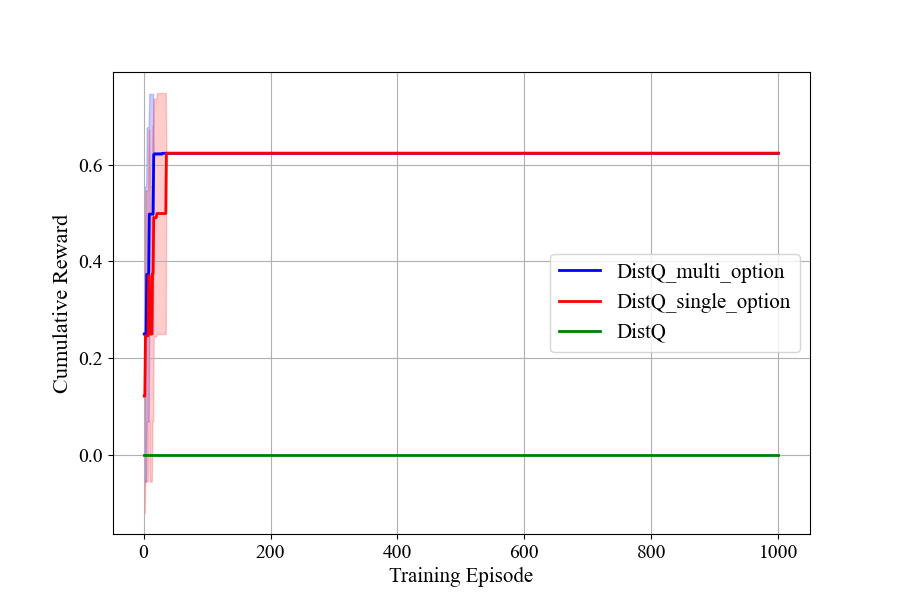 0.6
0.4
0.2
0.0
Cumulative Reward
DistQ_multi_option
DistQ_single_option
DistQ
0 200 400 600 800 1000
Training Episode